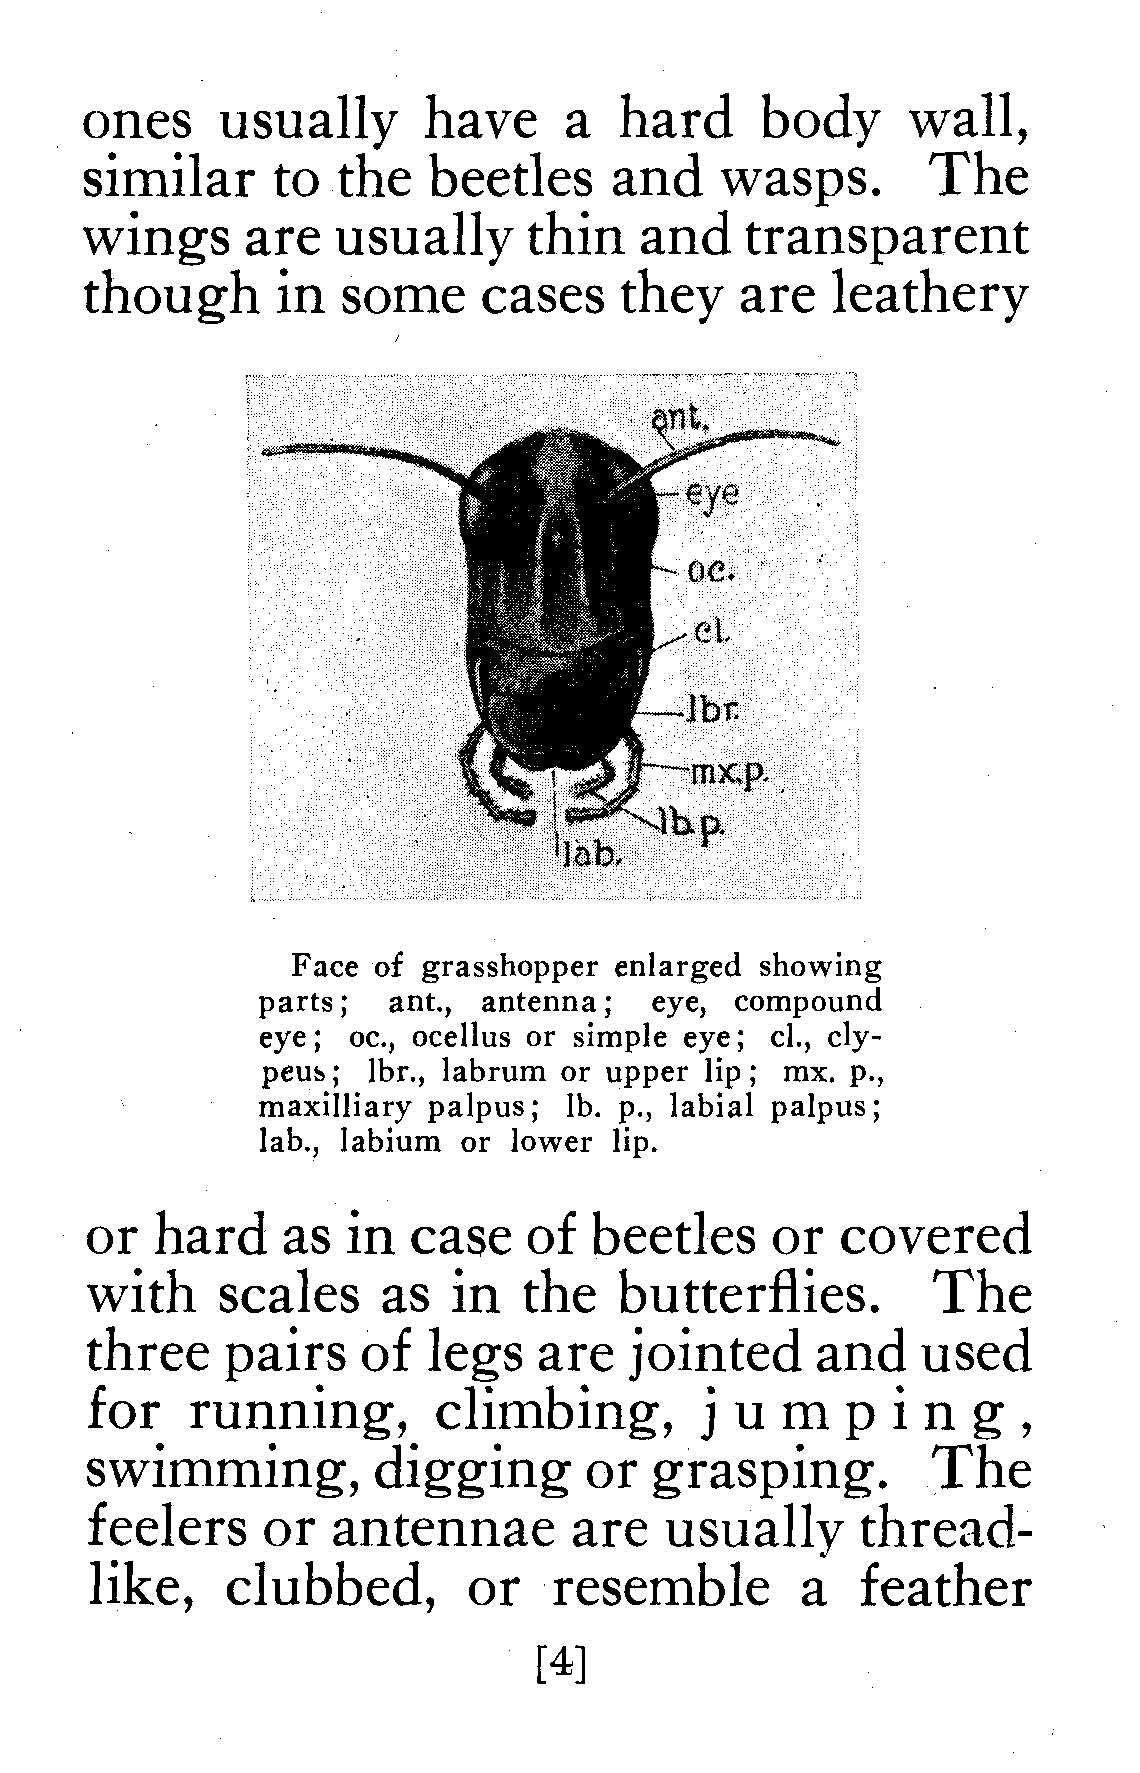 ones usually have a hard body wall,
similar to the beetles and wasps. The
wings are usually thin and transparent
though in some cases they are leathery
ant.
eye
oc.
cl.
lbr.
mx.p.
lb.p.
lab.
Face of grasshopper enlarged showing
parts; ant., antenna; eye, compound
eye; oc., ocellus or simple eye; cl., cly-
peus; lbr., labrum or upper lip; mx. p.,
maxilliary palpus; lb. p., labial palpus;
lab., labium or lower lip.
or hard as in case of beetles or covered
with scales as in the butterflies. The
three pairs of legs are jointed and used
for running, climbing, jumping,
swimming, digging or grasping. The
feelers or antennae are usually thread-
like, clubbed, or resemble a feather
[4]